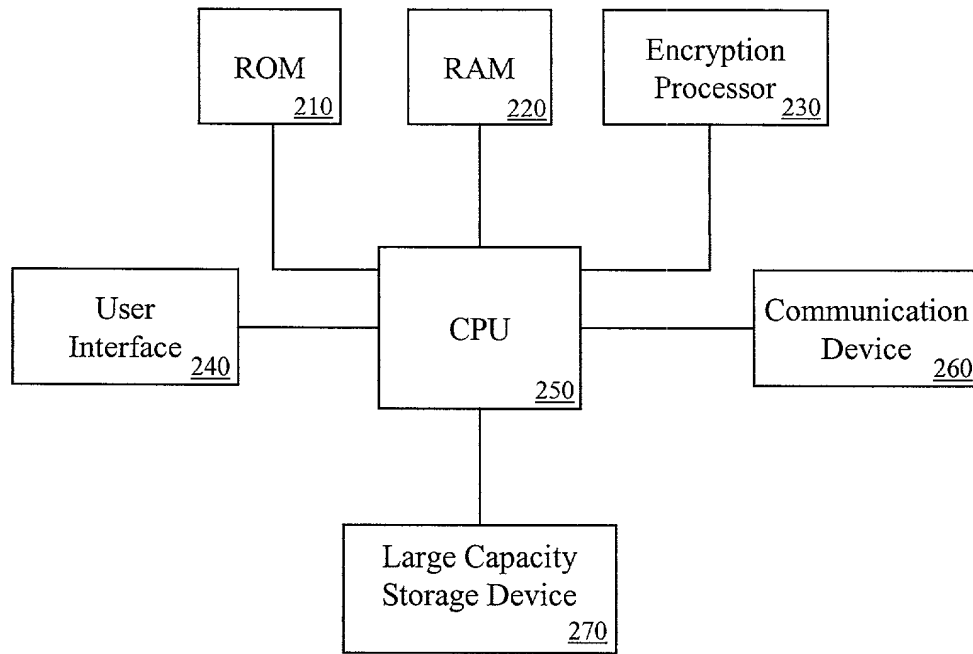 ROM
210
RAM
220
Encryption
Processor
230
User
Interface
240
CPU
250
Communication
Device
260
Large Capacity
Storage Device
270